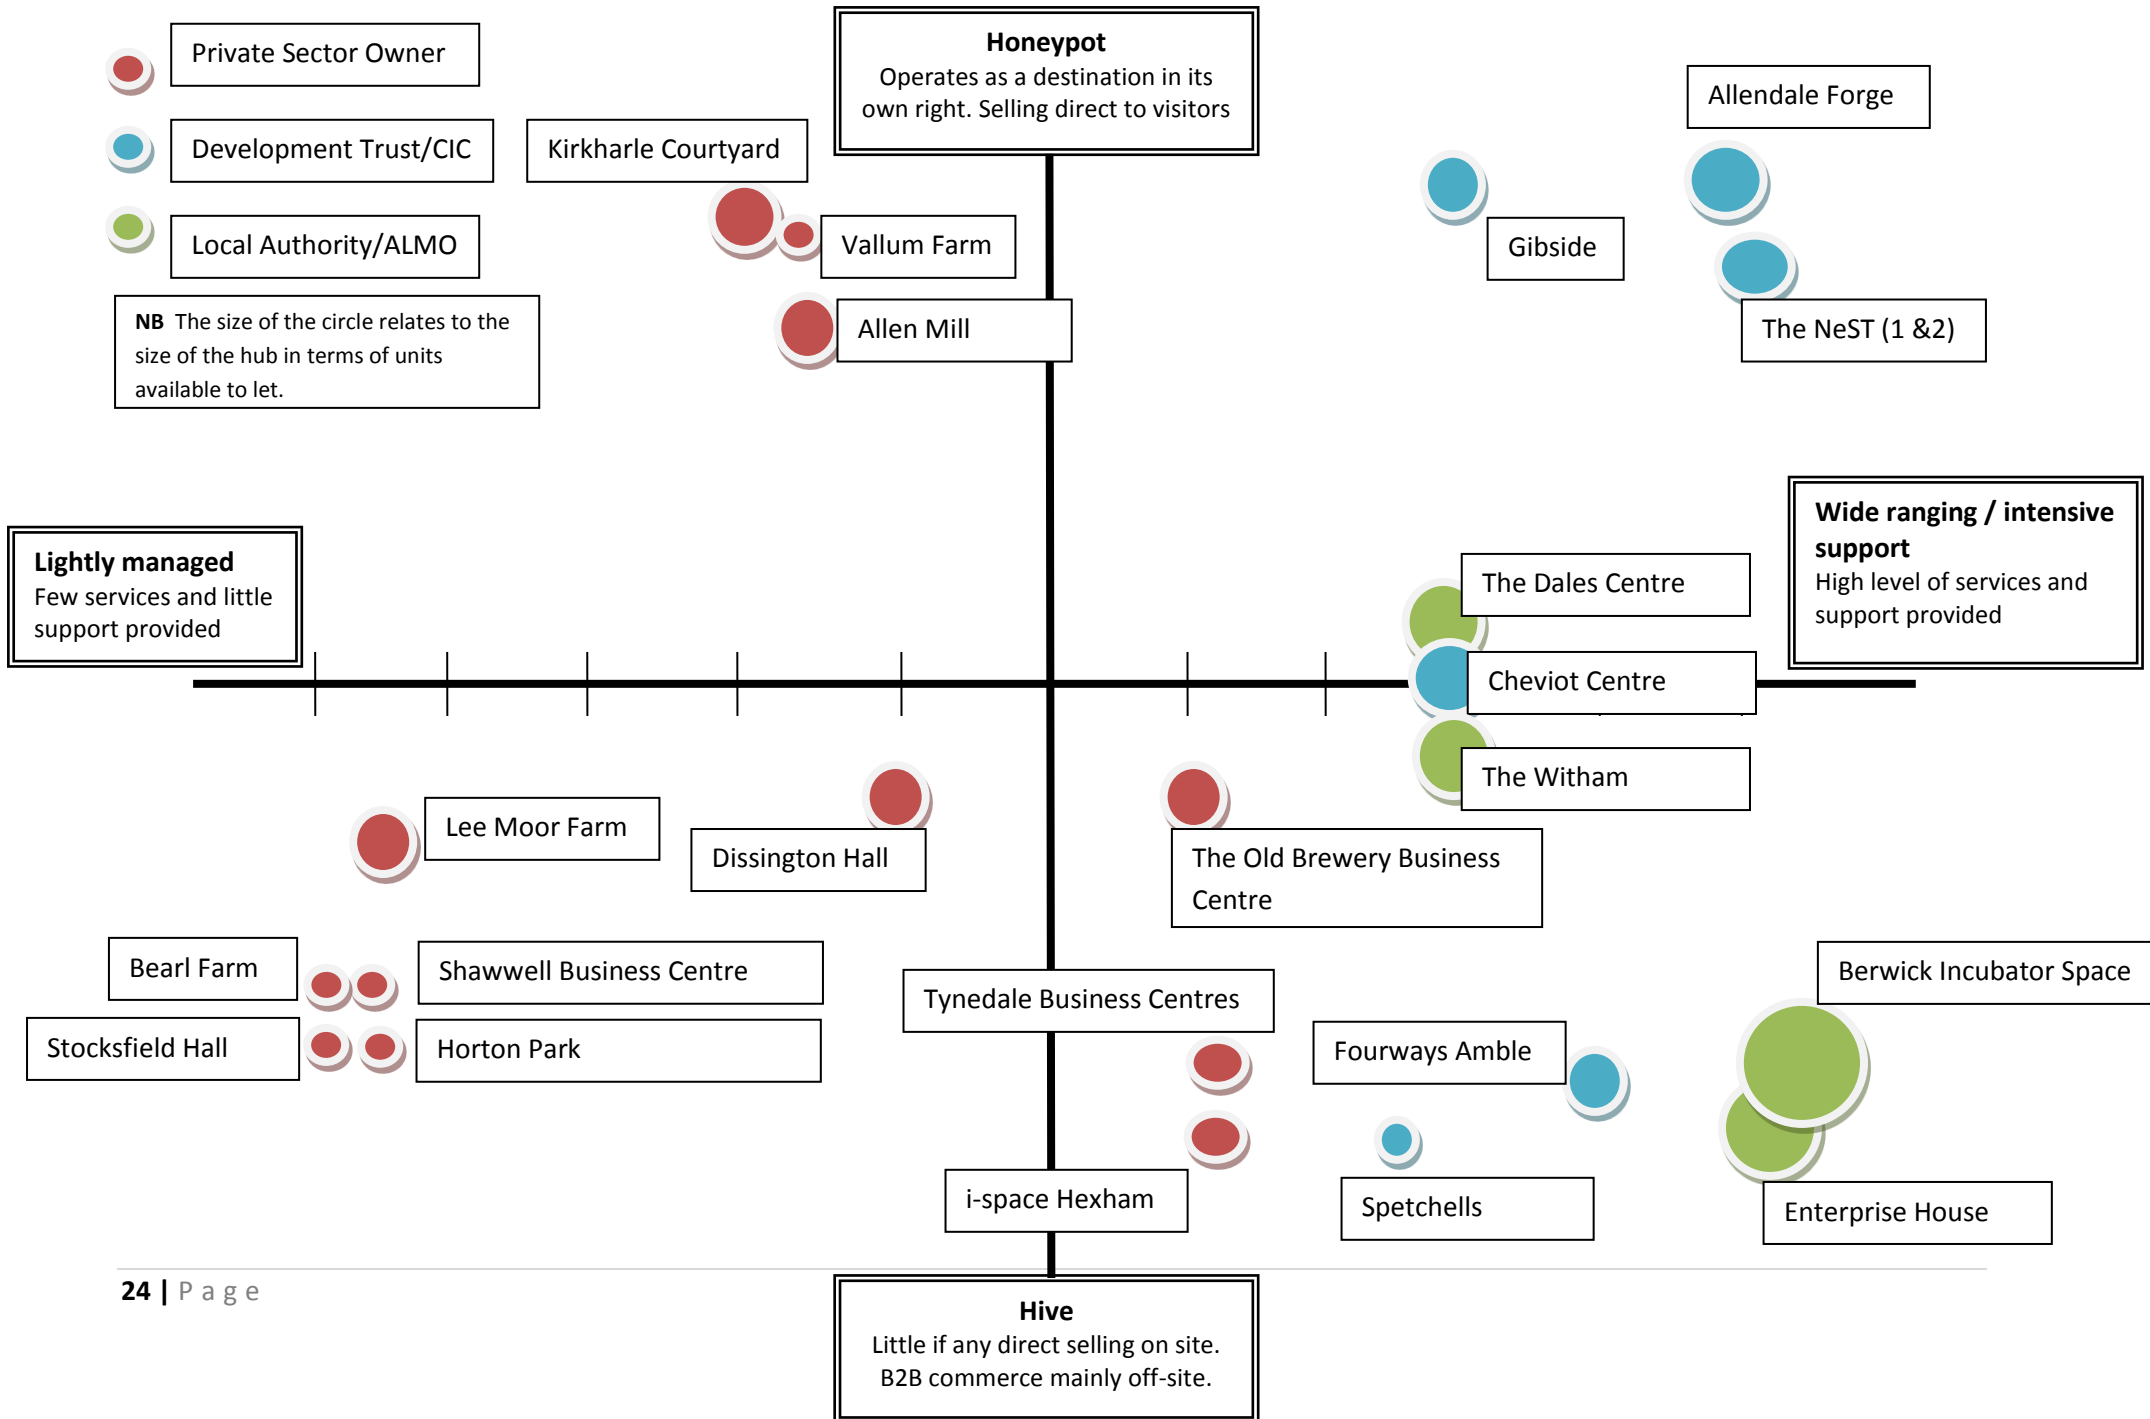 Private Sector Owner
Development Trust/CIC
Local Authority/ALMO
NB The size of the circle relates to the
size of the hub in terms of units
available to let.
Honeypot
Operates as a destination in its
own right. Selling direct to visitors
Kirkharle Courtyard
Vallum Farm
Allen Mill
Allendale Forge
Gibside
The NeST (1 &2)
Lightly managed
Few services and little
support provided
Wide ranging / intensive
support
High level of services and
support provided
The Dales Centre
Cheviot Centre
The Witham
Lee Moor Farm
Dissington Hall
The Old Brewery Business
Centre
Bearl Farm
Shawwell Business Centre
Stocksfield Hall
Horton Park
Tynedale Business Centres
Berwick Incubator Space
Fourways Amble
i-space Hexham
Spetchells
Enterprise House
24 | Page
Hive
Little if any direct selling on site.
B2B commerce mainly off-site.